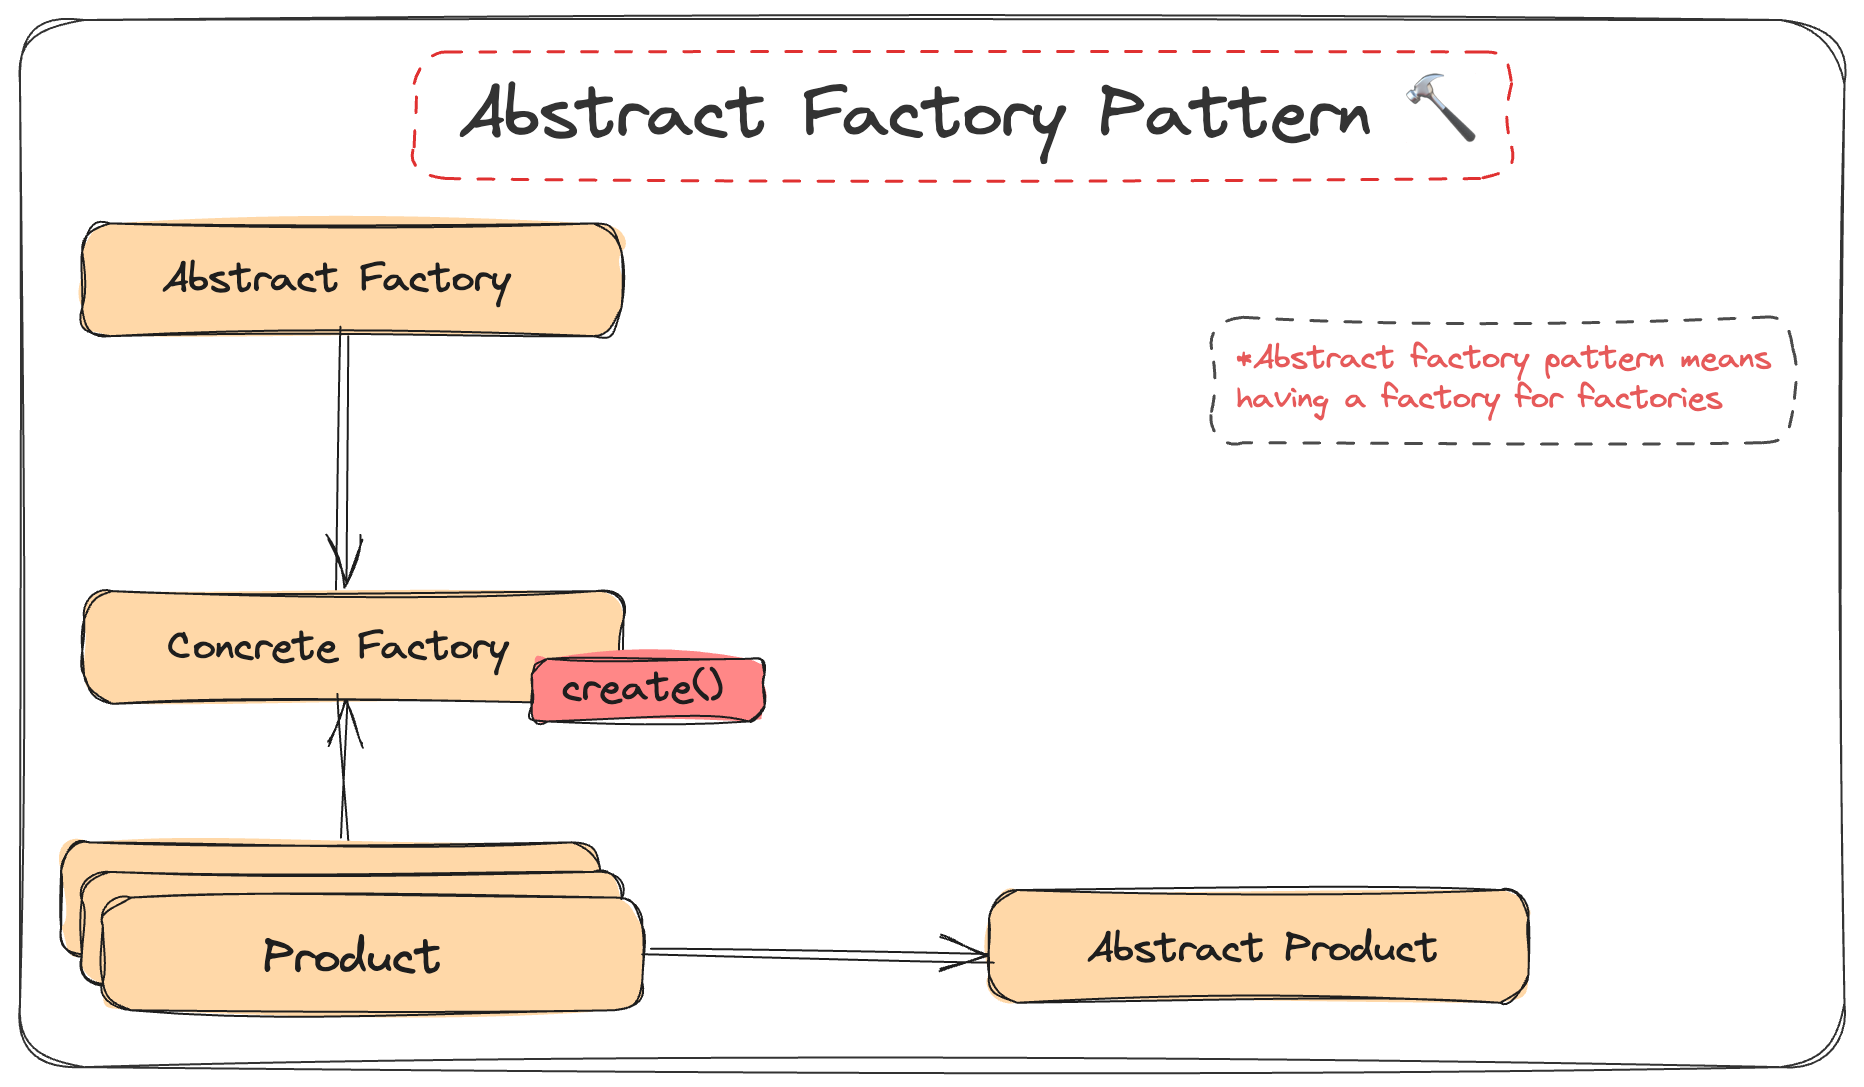 Abstract Factory Pattern
Abstract Factory
*Abstract factory pattern means
having a factory for factories
Concrete Factory
create()
Product
Abstract Product